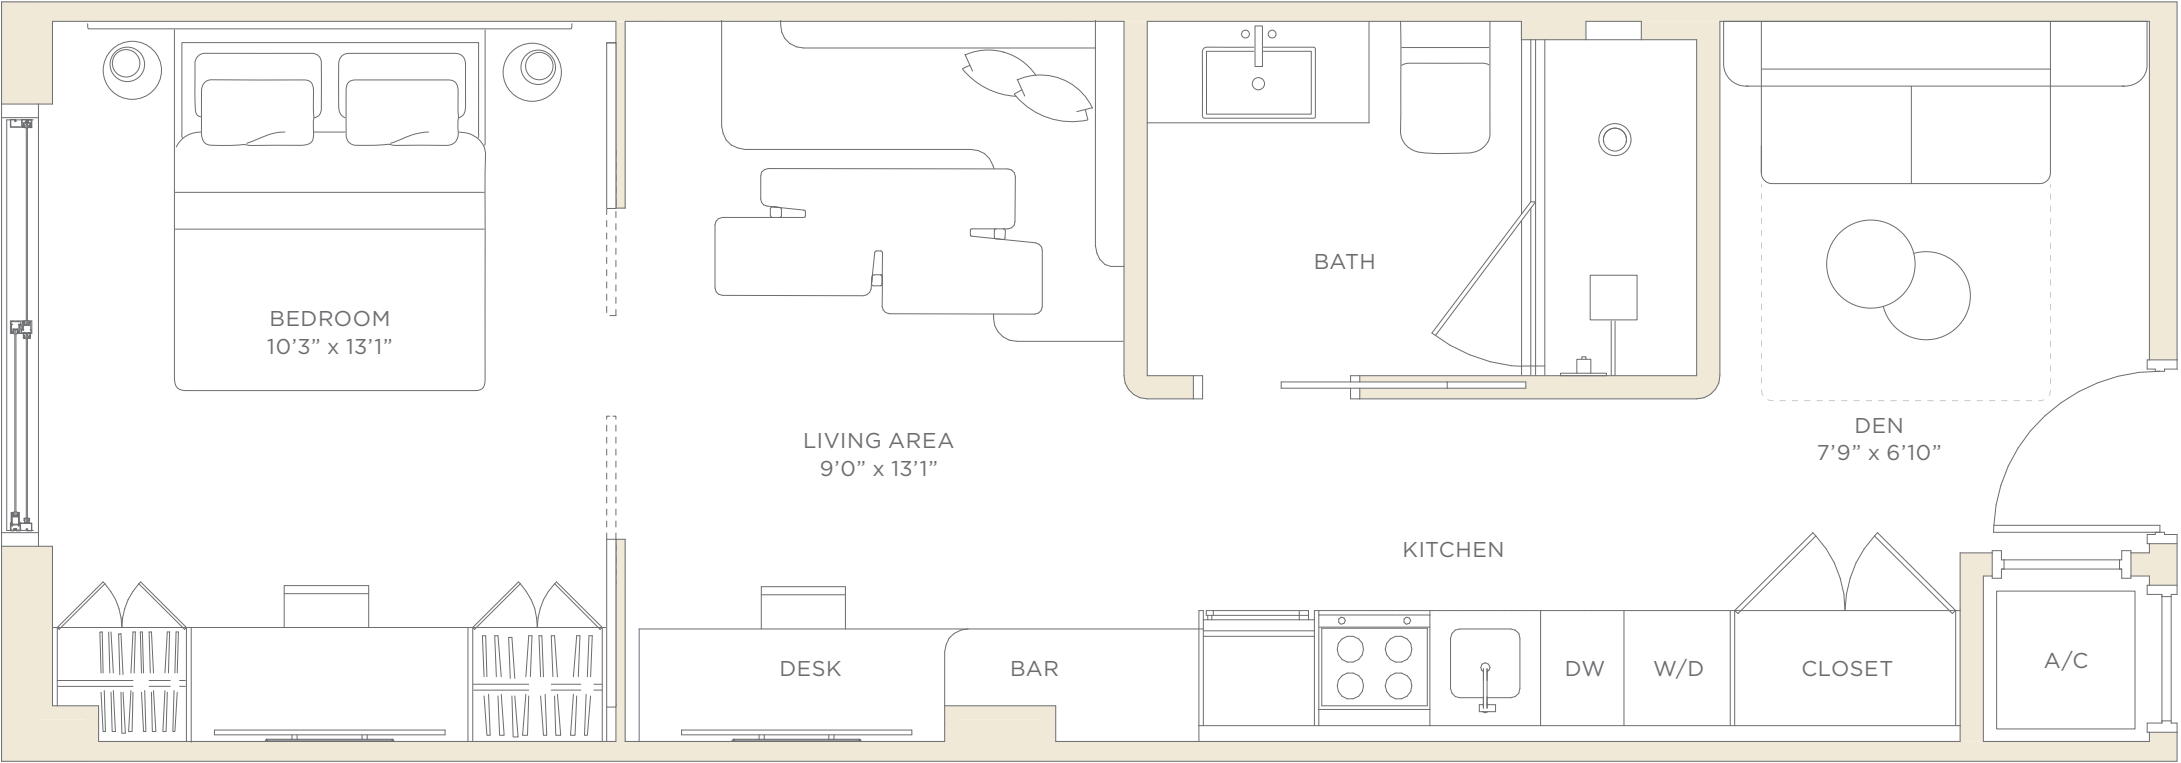 BEDROOM
10’3” x 13’1”
LIVING AREA
9’0” x 13’1”
BATH
DEN
7’9” x 6’10”
KITCHEN
DESK
BAR
DW
W/D
CLOSET
A/C